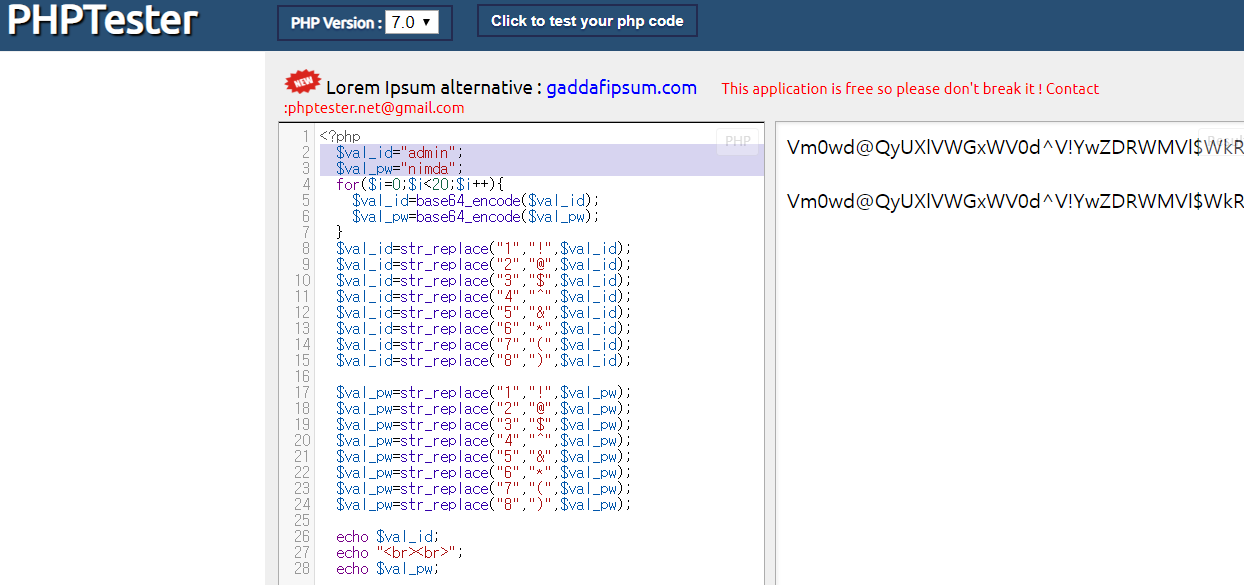 PHPTester
PHP Version : 7.0 ▼
Click to test your php code
NEW Lorem Ipsum alternative : gaddafipsum.com This application is free so please don't break it ! Contact
:phptester.net@gmail.com
PHP
1 <?php
2 $val_id="admin";
3 $val_pw="nimda";
4 for($i=0;$i<20;$i++){
5 $val_id=base64_encode($val_id);
6 $val_pw=base64_encode($val_pw);
7 }
8 $val_id=str_replace("1","!",$val_id);
9 $val_id=str_replace("2","@",$val_id);
10 $val_id=str_replace("3","$",$val_id);
11 $val_id=str_replace("4","^",$val_id);
12 $val_id=str_replace("5","&",$val_id);
13 $val_id=str_replace("6","*",$val_id);
14 $val_id=str_replace("7","(",$val_id);
15 $val_id=str_replace("8",")",$val_id);
16
17 $val_pw=str_replace("1","!",$val_pw);
18 $val_pw=str_replace("2","@",$val_pw);
19 $val_pw=str_replace("3","$",$val_pw);
20 $val_pw=str_replace("4","^",$val_pw);
21 $val_pw=str_replace("5","&",$val_pw);
22 $val_pw=str_replace("6","*",$val_pw);
23 $val_pw=str_replace("7","(",$val_pw);
24 $val_pw=str_replace("8",")",$val_pw);
25
26 echo $val_id;
27 echo "<br><br>";
28 echo $val_pw;
Vm0wd@QyUXlVWGxWV0d^V!YwZDRWMVl$WkR
Vm0wd@QyUXlVWGxWV0d^V!YwZDRWMVl$WkR